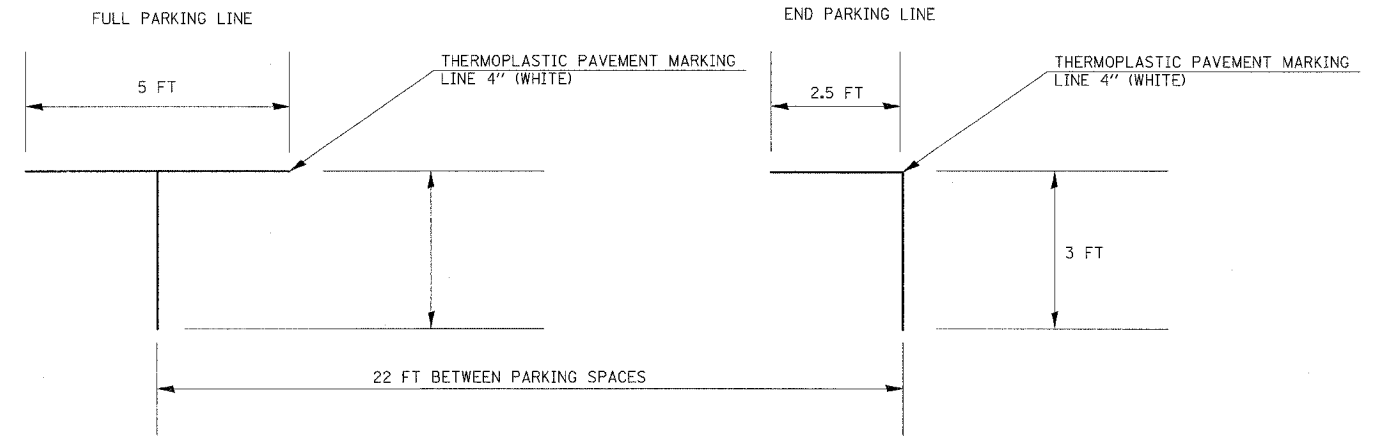 FULL PARKING LINE
END PARKING LINE
5 FT
THERMOPLASTIC PAVEMENT MARKING
LINE 4" (WHITE)
2.5 FT
THERMOPLASTIC PAVEMENT MARKING
LINE 4" (WHITE)
3 FT
22 FT BETWEEN PARKING SPACES